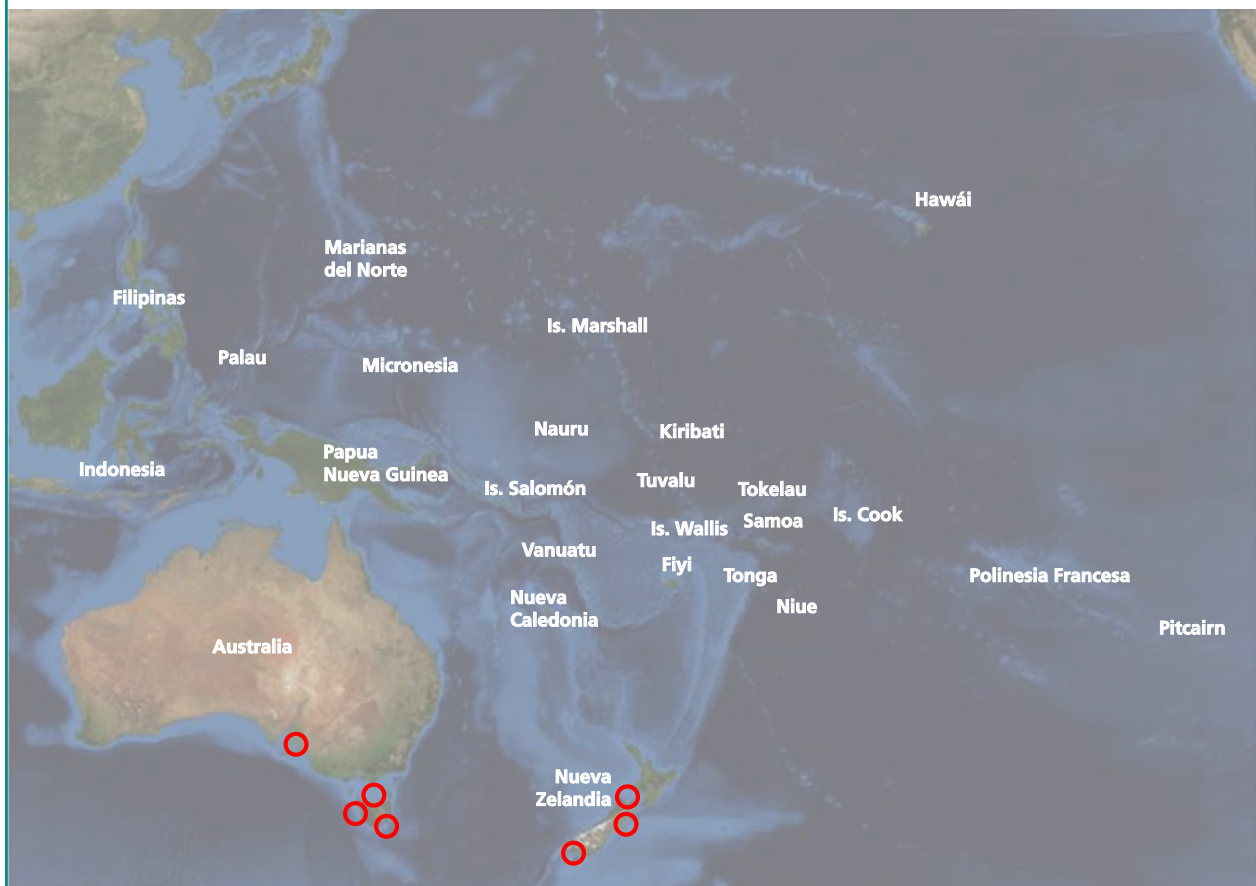 Hawái
Marianas
del Norte
Filipinas
Is. Marshall
Palau
Micronesia
Nauru
Kiribati
Papua
Nueva Guinea
Indonesia
Is. Salomón
Tuvalu
Tokelau
Is. Wallis
Samoa
Is. Cook
Vanuatu
Fiyi
Tonga
Polinesia Francesa
Nueva
Caledonia
Niue
Pitcairn
Australia
Nueva
Zelandia